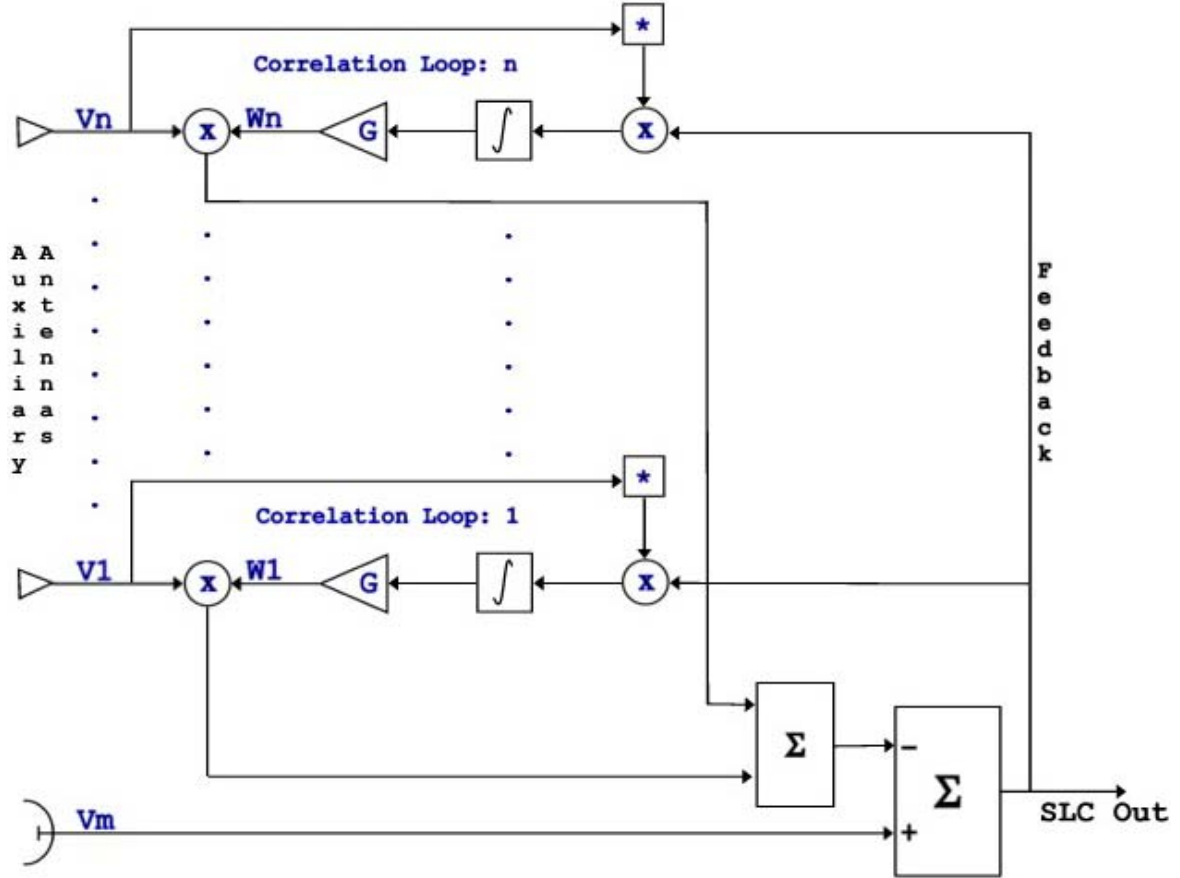 *
Correlation Loop: n
Vn
x
Wn
G
∫
x
Auxiliary
Antennas
Feedback
*
Correlation Loop: 1
V1
x
W1
G
∫
x
Σ
−
Σ
SLC Out
Vm
+